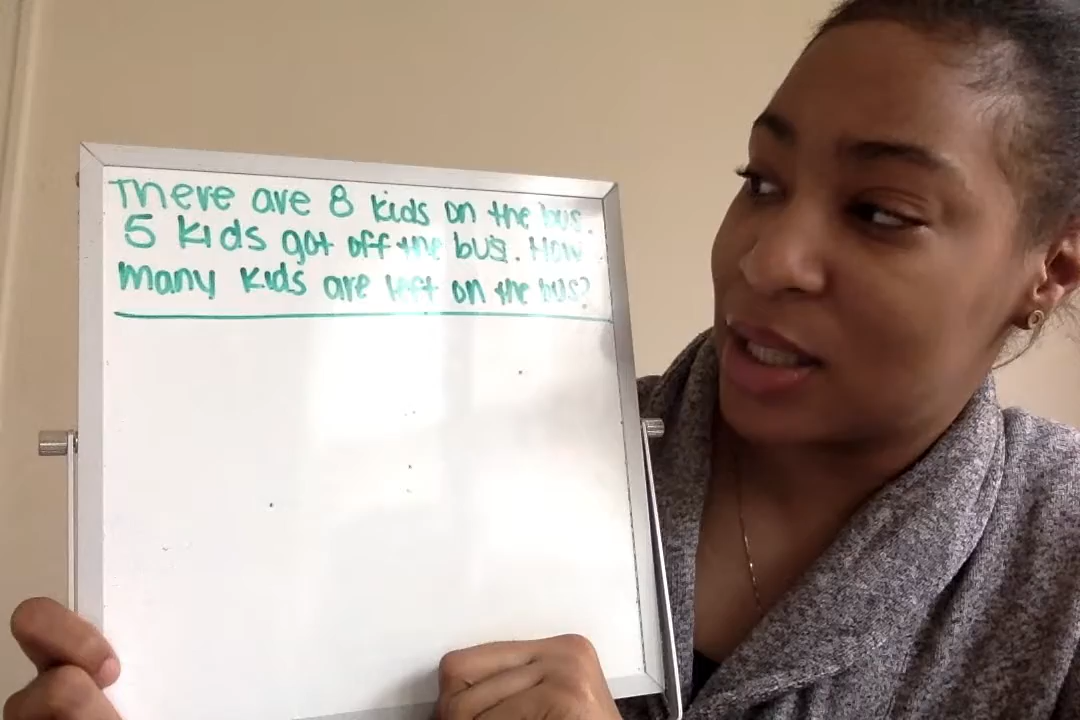 There are 8 kids on the bus.
5 kids got off the bus. How
many kids are left on the bus?